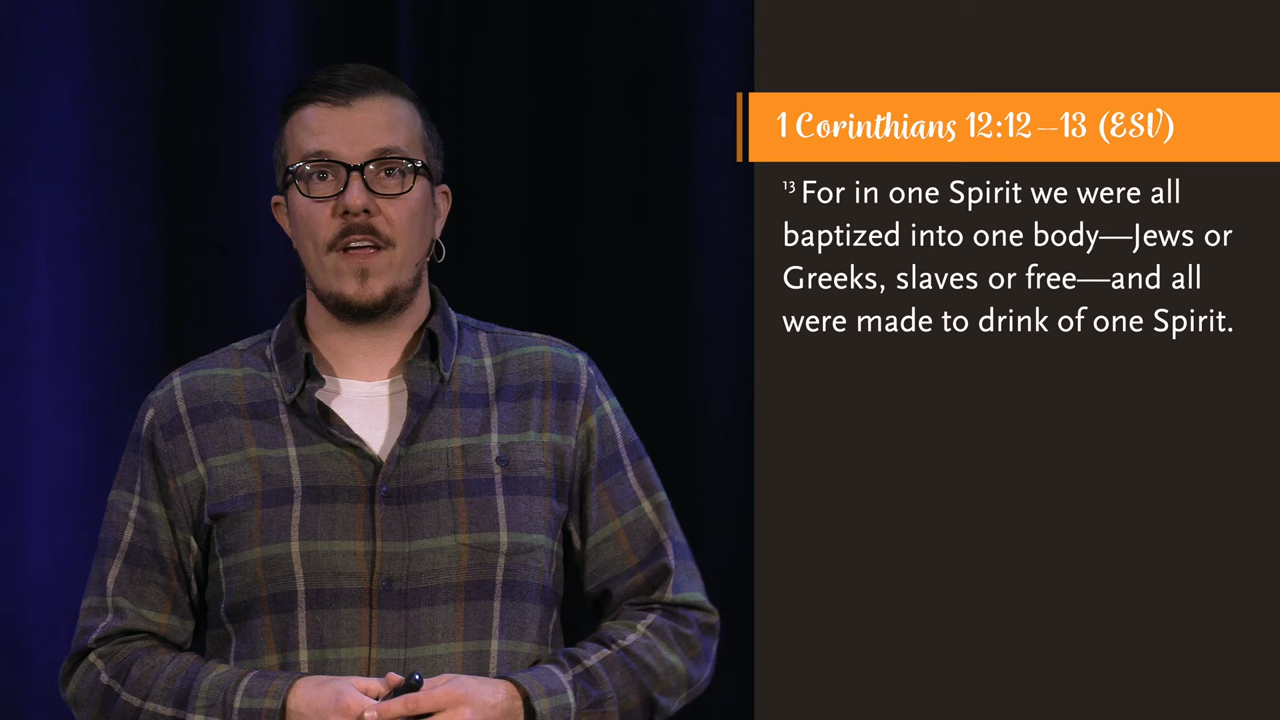 1 Corinthians 12:12–13 (ESV)
¹³ For in one Spirit we were all
baptized into one body—Jews or
Greeks, slaves or free—and all
were made to drink of one Spirit.